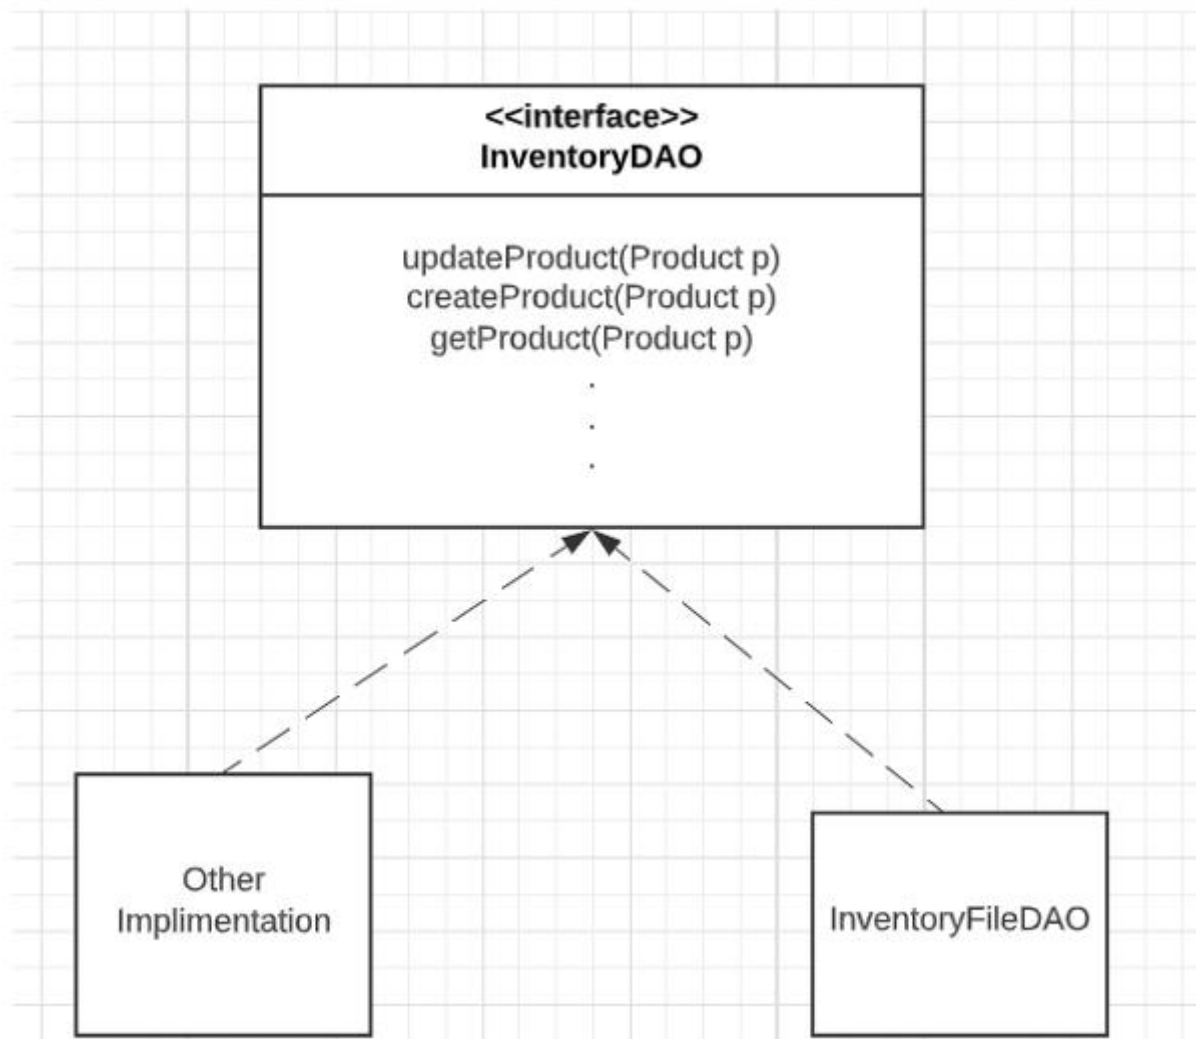 <<interface>>
InventoryDAO
updateProduct(Product p)
createProduct(Product p)
getProduct(Product p)
.
.
.
Other
Implimentation
InventoryFileDAO